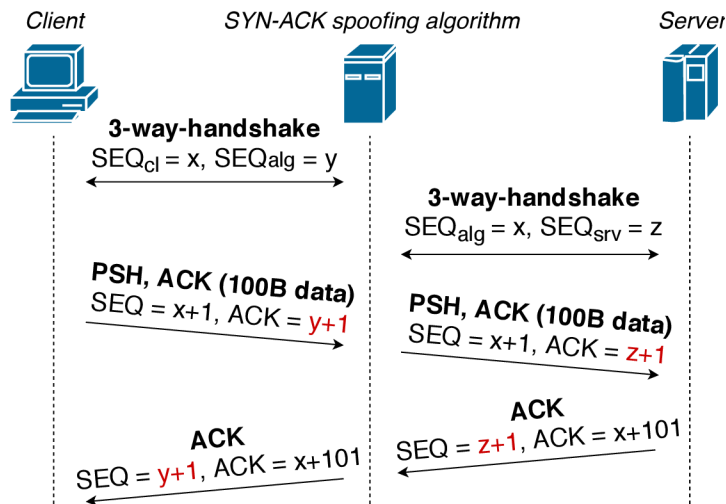 Client
SYN-ACK spoofing algorithm
Server
3-way-handshake
SEQcl = x, SEQalg = y
3-way-handshake
SEQalg = x, SEQsrv = z
PSH, ACK (100B data)
SEQ = x+1, ACK = y+1
PSH, ACK (100B data)
SEQ = x+1, ACK = z+1
ACK
SEQ = z+1, ACK = x+101
ACK
SEQ = y+1, ACK = x+101